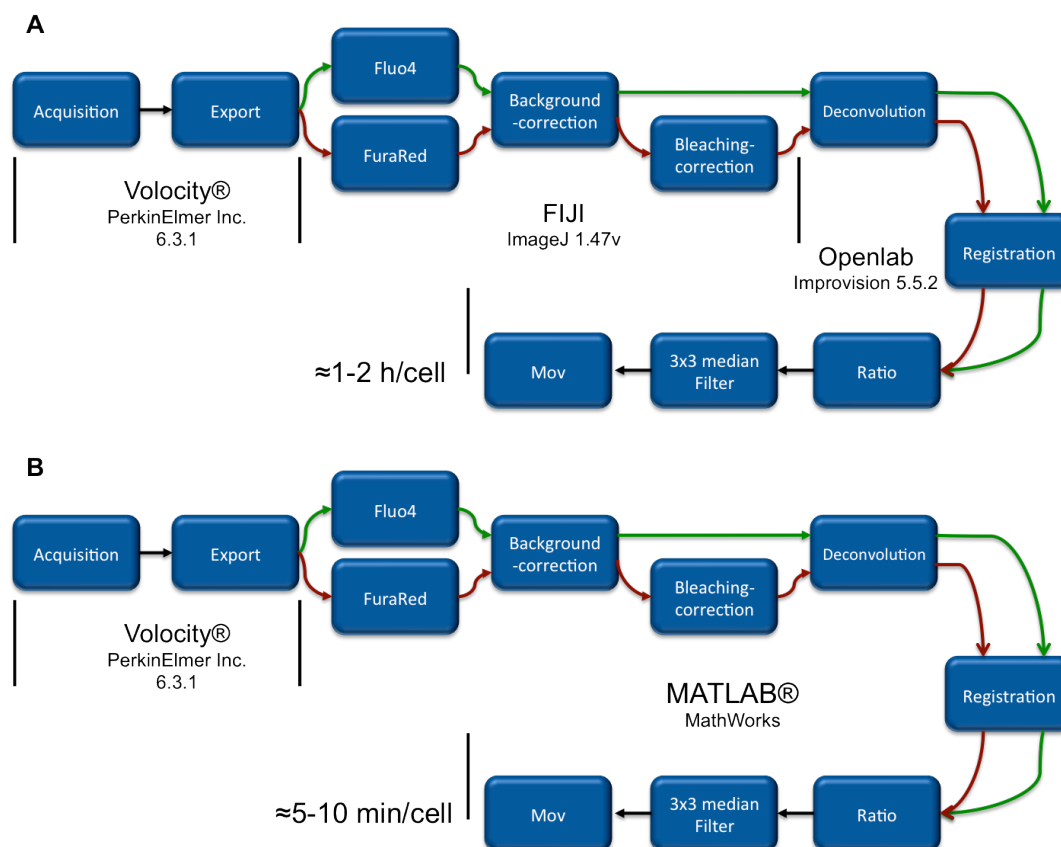 A
Acquisition
Export
Fluo4
FuraRed
Background
-correction
Bleaching-
correction
Deconvolution
Registration
Volocity®
PerkinElmer Inc.
6.3.1
FIJI
ImageJ 1.47v
Openlab
Improvision 5.5.2
≈1-2 h/cell
Mov
3x3 median
Filter
Ratio
B
Acquisition
Export
Fluo4
FuraRed
Background
-correction
Bleaching-
correction
Deconvolution
Registration
Volocity®
PerkinElmer Inc.
6.3.1
MATLAB®
MathWorks
≈5-10 min/cell
Mov
3x3 median
Filter
Ratio